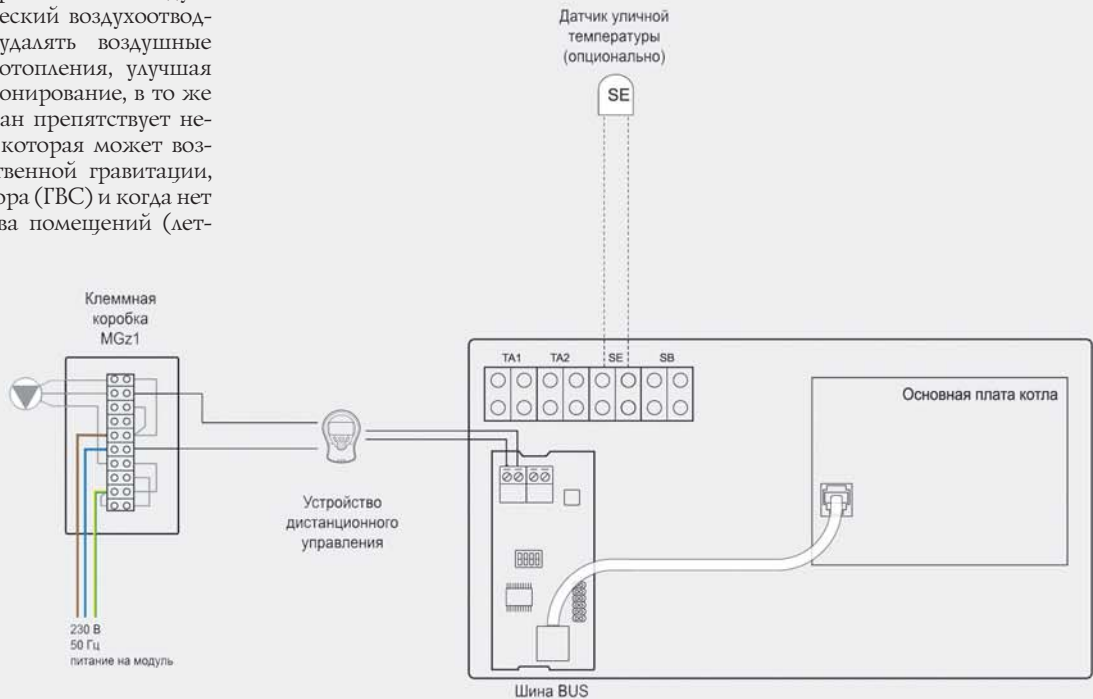 еский воздухоотвод-
удалять воздушные
отопления, улучшая
онирование, в то же
ан препятствует не-
которая может воз-
твенной гравитации,
ора (ГВС) и когда нет
ва помещений (лет-
Датчик уличной
температуры
(опционально)
SE
Клеммная
коробка
MGz1
TA1 TA2 SE SB
Основная плата котла
Устройство
дистанционного
управления
230 В
50 Гц
питание на модуль
Шина BUS